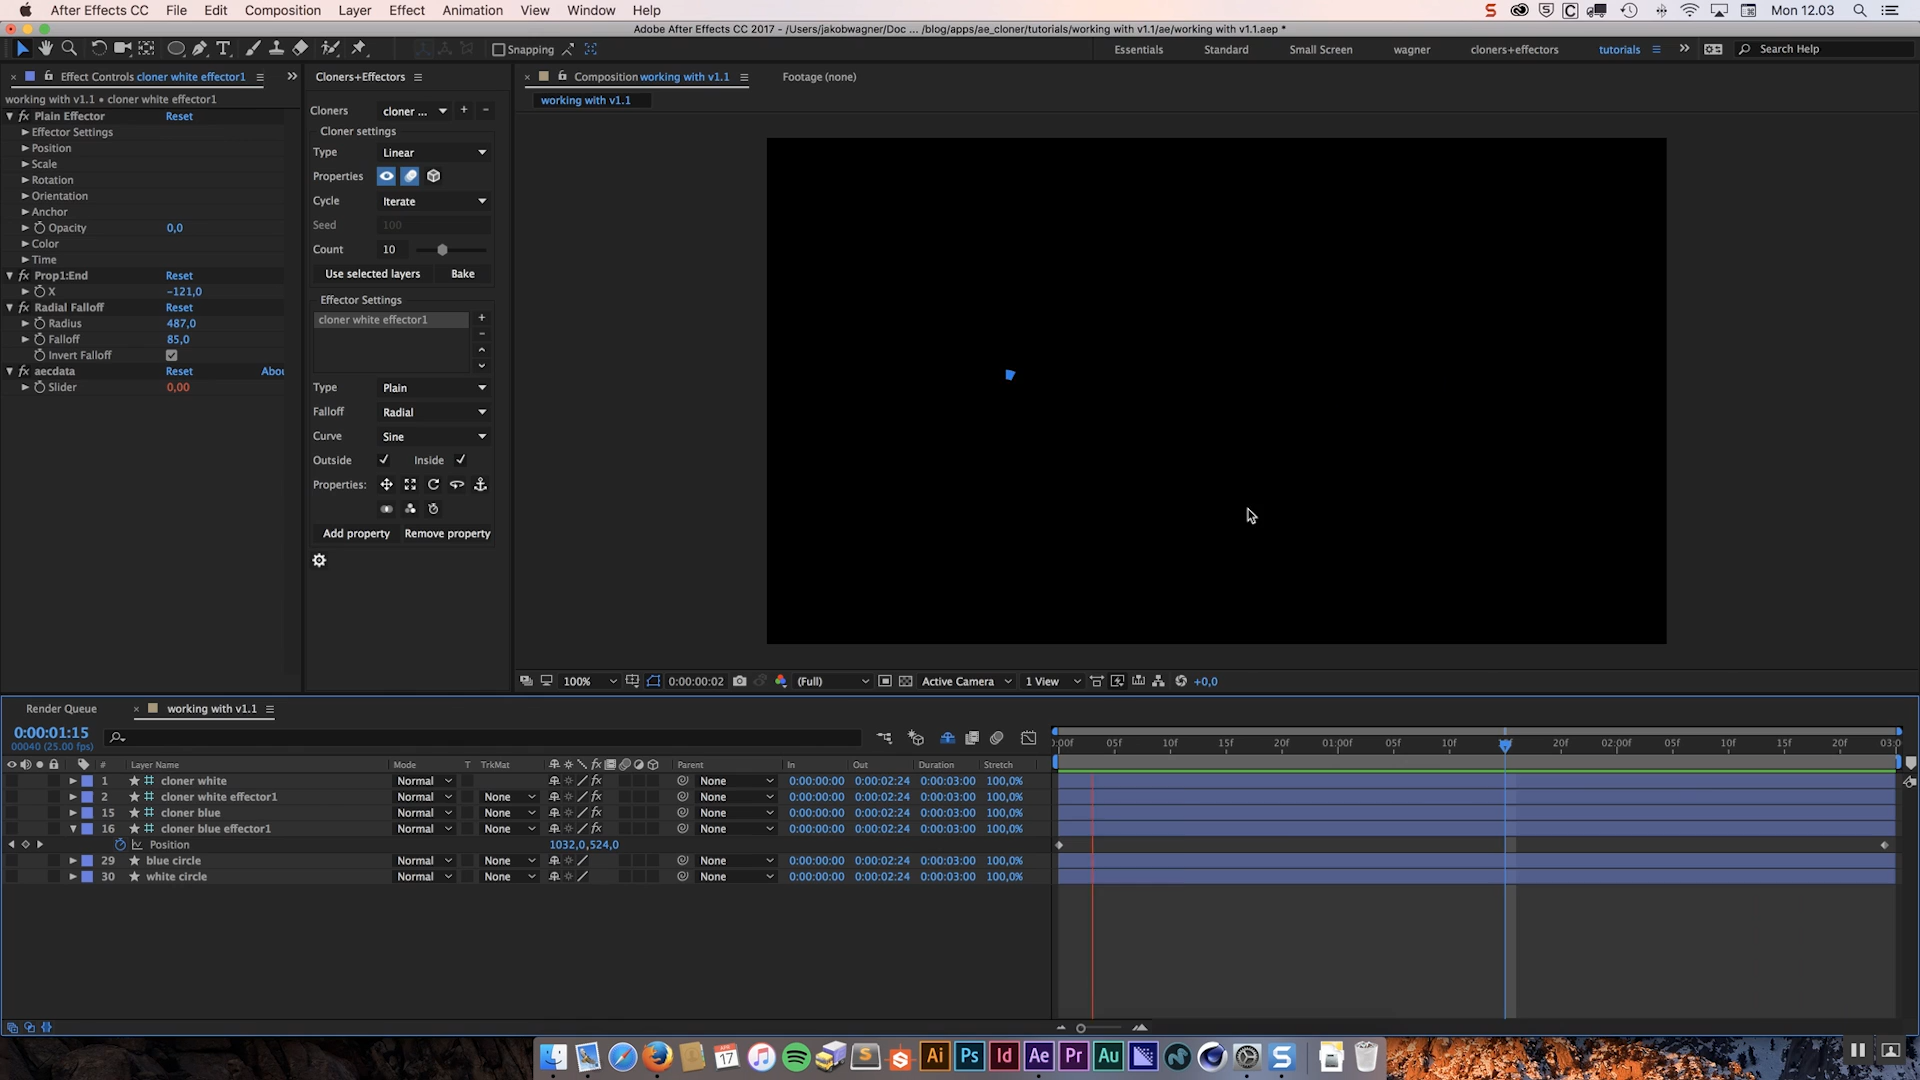 After Effects CC File Edit Composition Layer Effect Animation View Window Help Mon 12.03
Adobe After Effects CC 2017 - /Users/jakobwagner/Doc ... /blog/apps/ae_cloner/tutorials/working with v1.1/ae/working with v1.1.aep *
Snapping Essentials Standard Small Screen wagner cloners+effectors tutorials Search Help
Effect Controls cloner white effector1
Cloners+Effectors
Composition working with v1.1
Footage (none)
working with v1.1 • cloner white effector1
working with v1.1
Plain Effector Reset
Effector Settings
Position
Scale
Rotation
Orientation
Anchor
Opacity 0,0
Color
Time
Prop1:End Reset
X -121,0
Radial Falloff Reset
Radius 487,0
Falloff 85,0
Invert Falloff
aecdata Reset Abou
Slider 0,00
Cloners cloner ... + -
Cloner settings
Type Linear
Properties
Cycle Iterate
Seed 100
Count 10
Use selected layers Bake
Effector Settings
cloner white effector1
Type Plain
Falloff Radial
Curve Sine
Outside Inside
Properties:
Add property Remove property
100% 0:00:00:02 (Full) Active Camera 1 View +0,0
Render Queue working with v1.1
0:00:01:15
00040 (25.00 fps)
:00f 05f 10f 15f 20f 01:00f 05f 10f 20f 02:00f 05f 10f 15f 20f 03:0
# Layer Name Mode T TrkMat Parent In Out Duration Stretch
1 cloner white Normal None 0:00:00:00 0:00:02:24 0:00:03:00 100,0%
2 cloner white effector1 Normal None None 0:00:00:00 0:00:02:24 0:00:03:00 100,0%
15 cloner blue Normal None None 0:00:00:00 0:00:02:24 0:00:03:00 100,0%
16 cloner blue effector1 Normal None None 0:00:00:00 0:00:02:24 0:00:03:00 100,0%
Position 1032,0,524,0
29 blue circle Normal None None 0:00:00:00 0:00:02:24 0:00:03:00 100,0%
30 white circle Normal None None 0:00:00:00 0:00:02:24 0:00:03:00 100,0%
APR 17 Ai Ps Id Ae Pr Au